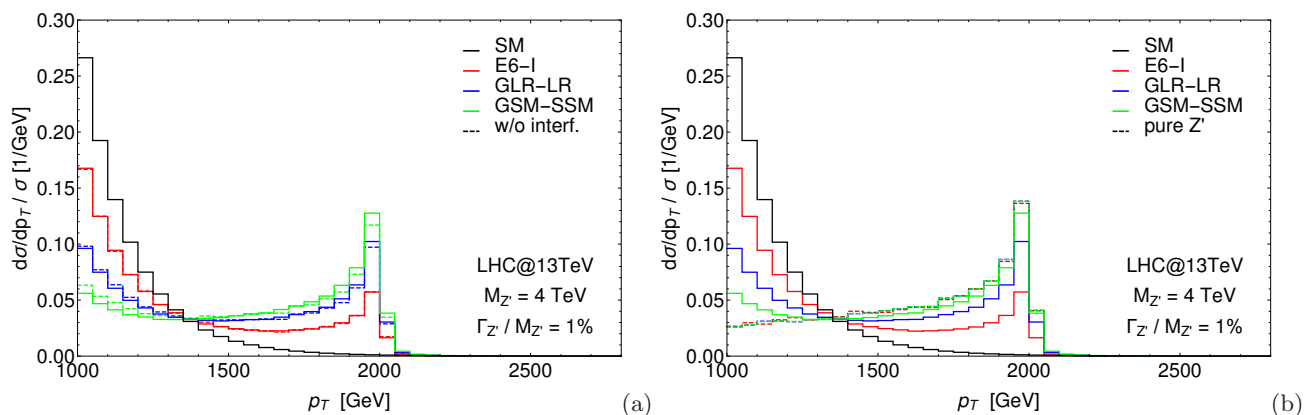 0.30
0.25
0.20
0.15
0.10
0.05
0.00
dσ/dp_T / σ [1/GeV]
SM
E6-I
GLR-LR
GSM-SSM
w/o interf.
LHC@13TeV
M_Z' = 4 TeV
Γ_Z' / M_Z' = 1%
1000 1500 2000 2500
p_T [GeV]
(a)
0.30
0.25
0.20
0.15
0.10
0.05
0.00
dσ/dp_T / σ [1/GeV]
SM
E6-I
GLR-LR
GSM-SSM
pure Z'
LHC@13TeV
M_Z' = 4 TeV
Γ_Z' / M_Z' = 1%
1000 1500 2000 2500
p_T [GeV]
(b)